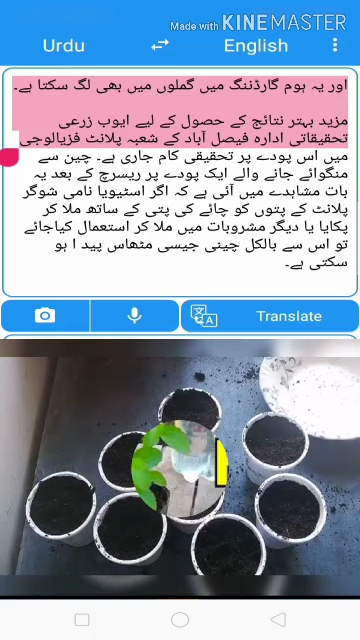 Made with KINEMASTER
Urdu
English
اور یہ ہوم گارڈننگ میں گملوں میں بھی لگ سکتا ہے۔
مزید بہتر نتائج کے حصول کے لیے ایوب زرعی
تحقیقاتی ادارہ فیصل آباد کے شعبہ پلانٹ فزیالوجی
میں اس پودے پر تحقیقی کام جاری ہے۔ چین سے
منگوائے جانے والے ایک پودے پر ریسرچ کے بعد یہ
بات مشاہدے میں آئی ہے کہ اگر اسٹیویا نامی شوگر
پلانٹ کے پتوں کو چائے کی پتی کے ساتھ ملا کر
پکایا یا دیگر مشروبات میں ملا کر استعمال کیاجائے
تو اس سے بالکل چینی جیسی مٹھاس پید ا ہو
سکتی ہے۔
Translate